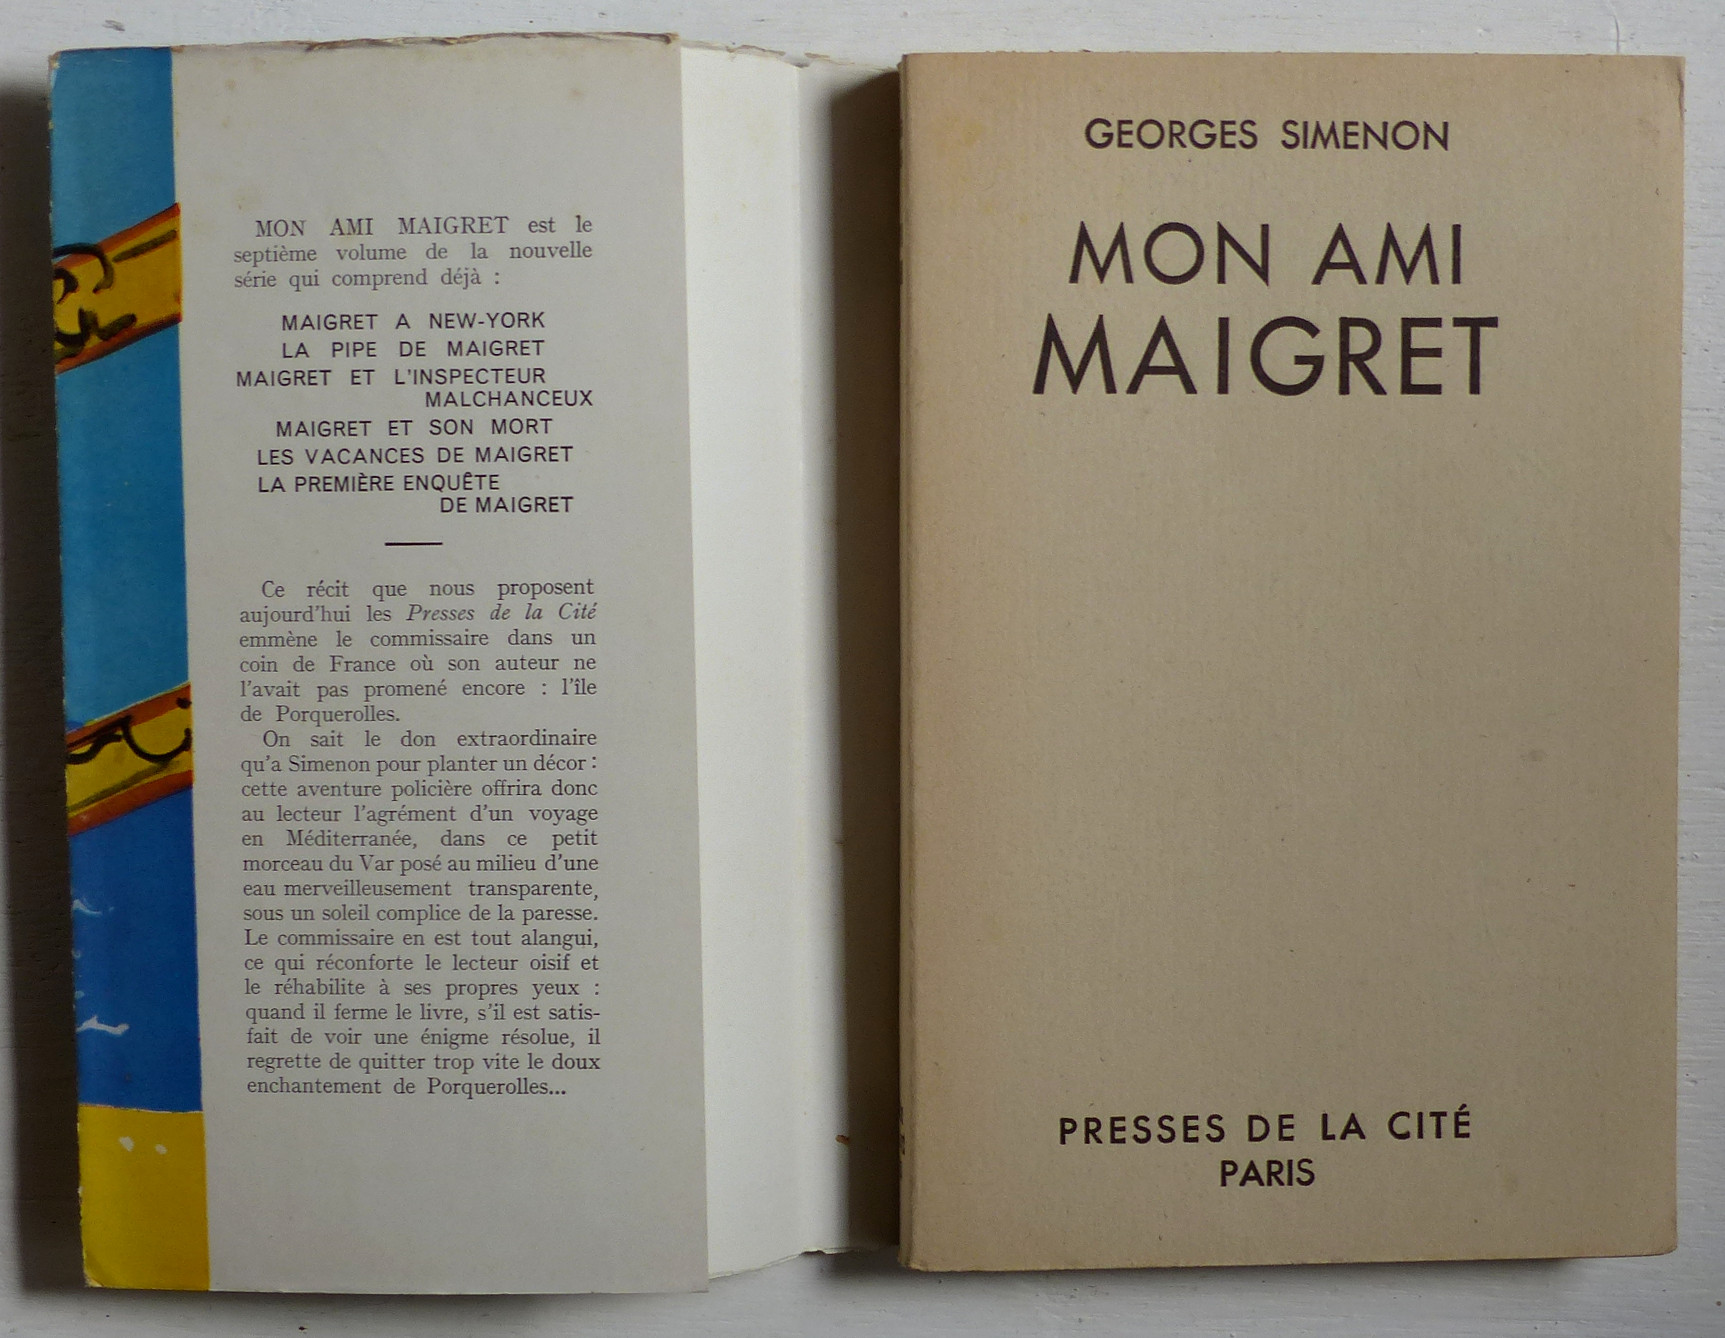 MON AMI MAIGRET est le
septième volume de la nouvelle
série qui comprend déjà :
MAIGRET A NEW-YORK
LA PIPE DE MAIGRET
MAIGRET ET L'INSPECTEUR
MALCHANCEUX
MAIGRET ET SON MORT
LES VACANCES DE MAIGRET
LA PREMIÈRE ENQUÊTE
DE MAIGRET
Ce récit que nous proposent
aujourd'hui les Presses de la Cité
emmène le commissaire dans un
coin de France où son auteur ne
l'avait pas promené encore : l'île
de Porquerolles.
On sait le don extraordinaire
qu'a Simenon pour planter un décor :
cette aventure policière offrira donc
au lecteur l'agrément d'un voyage
en Méditerranée, dans ce petit
morceau du Var posé au milieu d'une
eau merveilleusement transparente,
sous un soleil complice de la paresse.
Le commissaire en est tout alangui,
ce qui réconforte le lecteur oisif et
le réhabilite à ses propres yeux :
quand il ferme le livre, s'il est satis-
fait de voir une énigme résolue, il
regrette de quitter trop vite le doux
enchantement de Porquerolles...
GEORGES SIMENON
MON AMI
MAIGRET
PRESSES DE LA CITÉ
PARIS